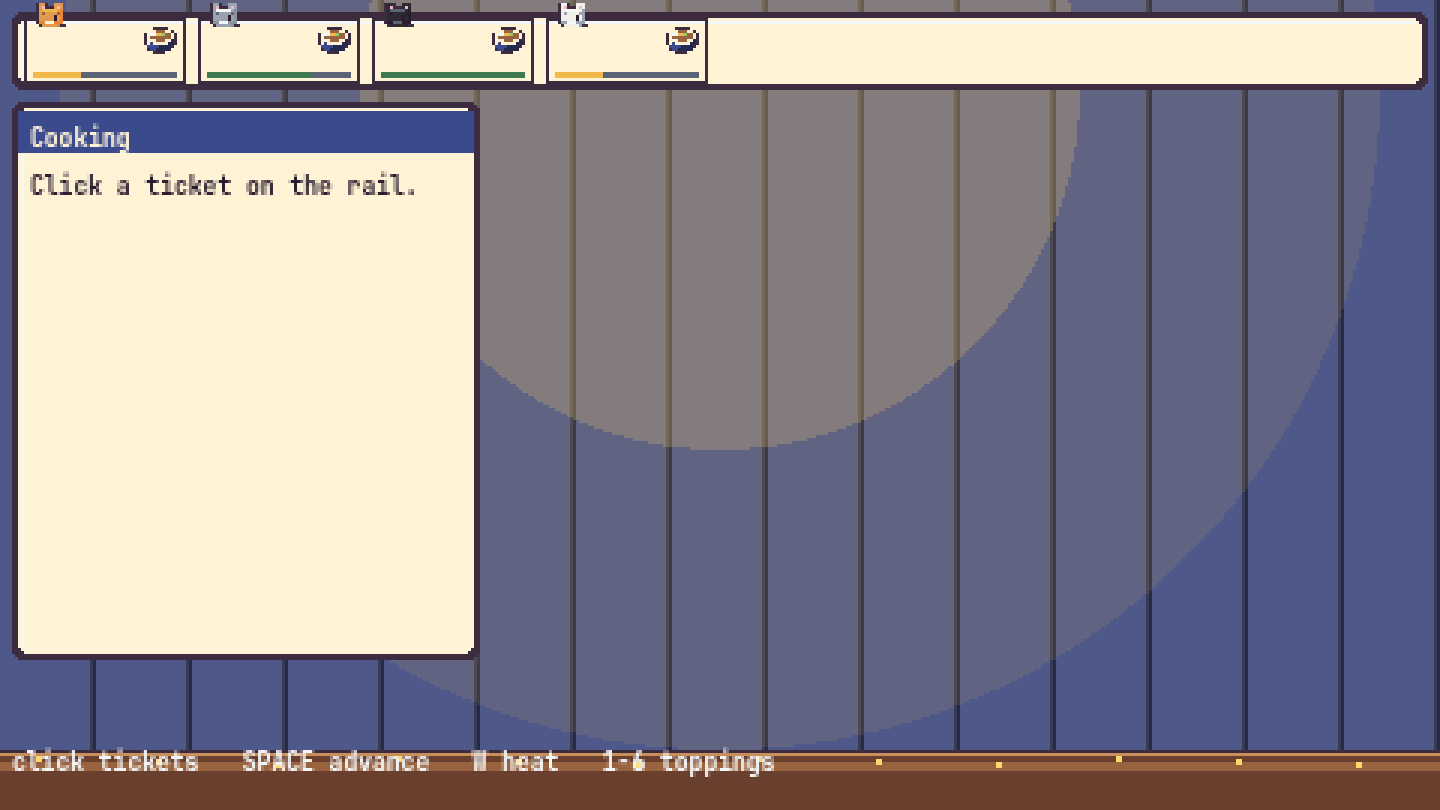 Cooking
Click a ticket on the rail.
click tickets   SPACE advance   W heat   1-6 toppings